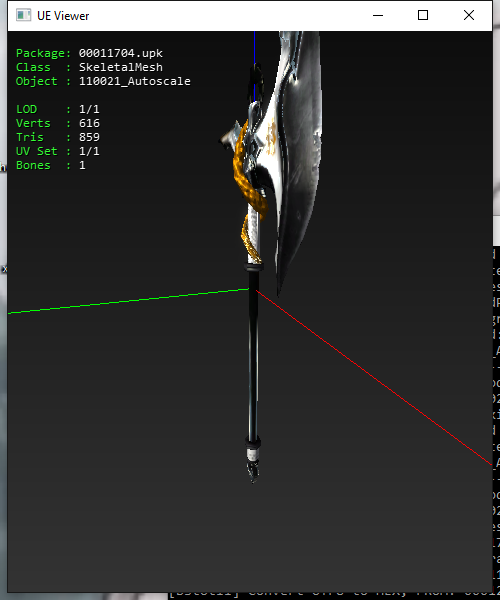 UE Viewer
Package: 00011704.upk
Class : SkeletalMesh
Object : 110021_Autoscale
LOD : 1/1
Verts : 616
Tris : 859
UV Set : 1/1
Bones : 1